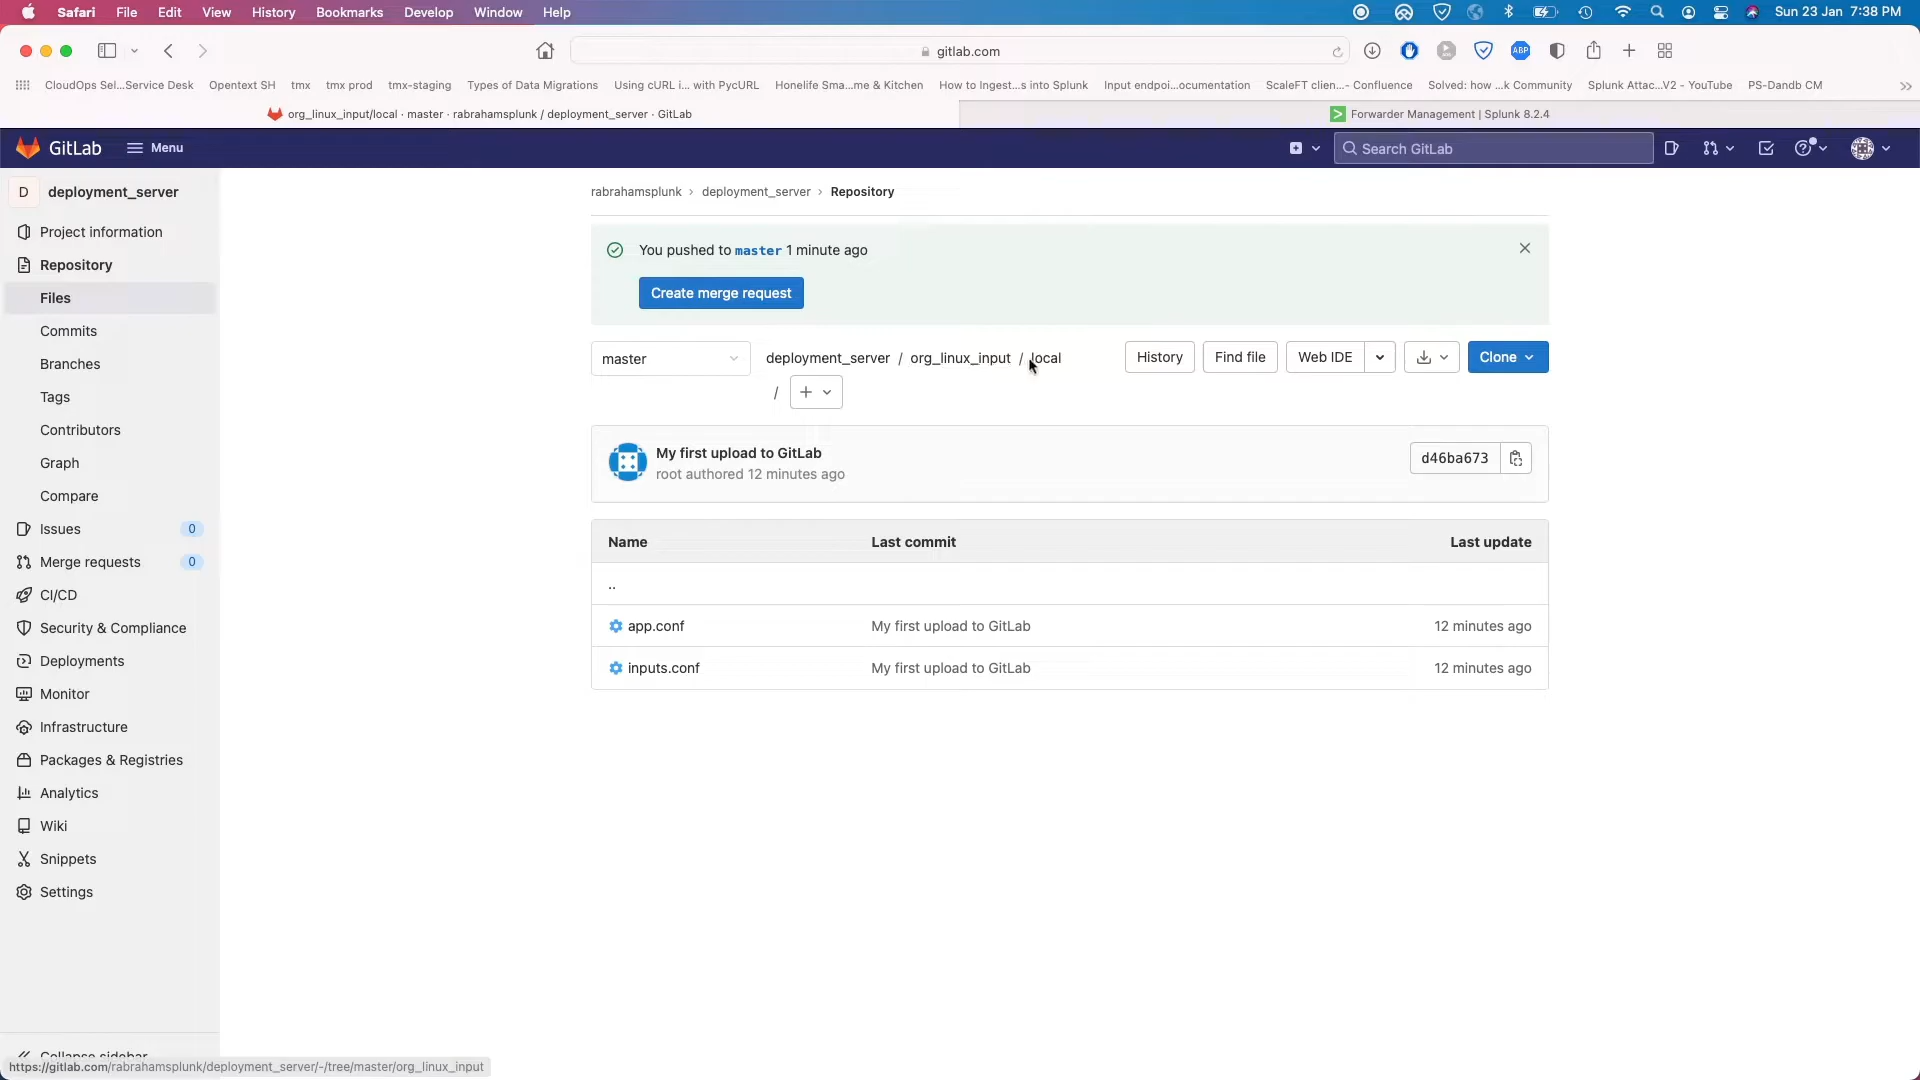 Safari File Edit View History Bookmarks Develop Window Help Sun 23 Jan 7:38 PM
gitlab.com ABP
CloudOps Sel...Service Desk Opentext SH tmx tmx prod tmx-staging Types of Data Migrations Using cURL i... with PycURL Honelife Sma...me & Kitchen How to Ingest...s into Splunk Input endpoi...ocumentation ScaleFT clien...- Confluence Solved: how ...k Community Splunk Attac...V2 - YouTube PS-Dandb CM
org_linux_input/local · master · rabrahamsplunk / deployment_server · GitLab Forwarder Management | Splunk 8.2.4
GitLab Menu Search GitLab
D deployment_server
Project information
Repository
Files
Commits
Branches
Tags
Contributors
Graph
Compare
Issues 0
Merge requests 0
CI/CD
Security & Compliance
Deployments
Monitor
Infrastructure
Packages & Registries
Analytics
Wiki
Snippets
Settings
Collapse sidebar
https://gitlab.com/rabrahamsplunk/deployment_server/-/tree/master/org_linux_input
rabrahamsplunk › deployment_server › Repository
You pushed to master 1 minute ago
Create merge request
master deployment_server / org_linux_input / local
/ +
History Find file Web IDE Clone
My first upload to GitLab
root authored 12 minutes ago
d46ba673
Name Last commit Last update
..
app.conf My first upload to GitLab 12 minutes ago
inputs.conf My first upload to GitLab 12 minutes ago